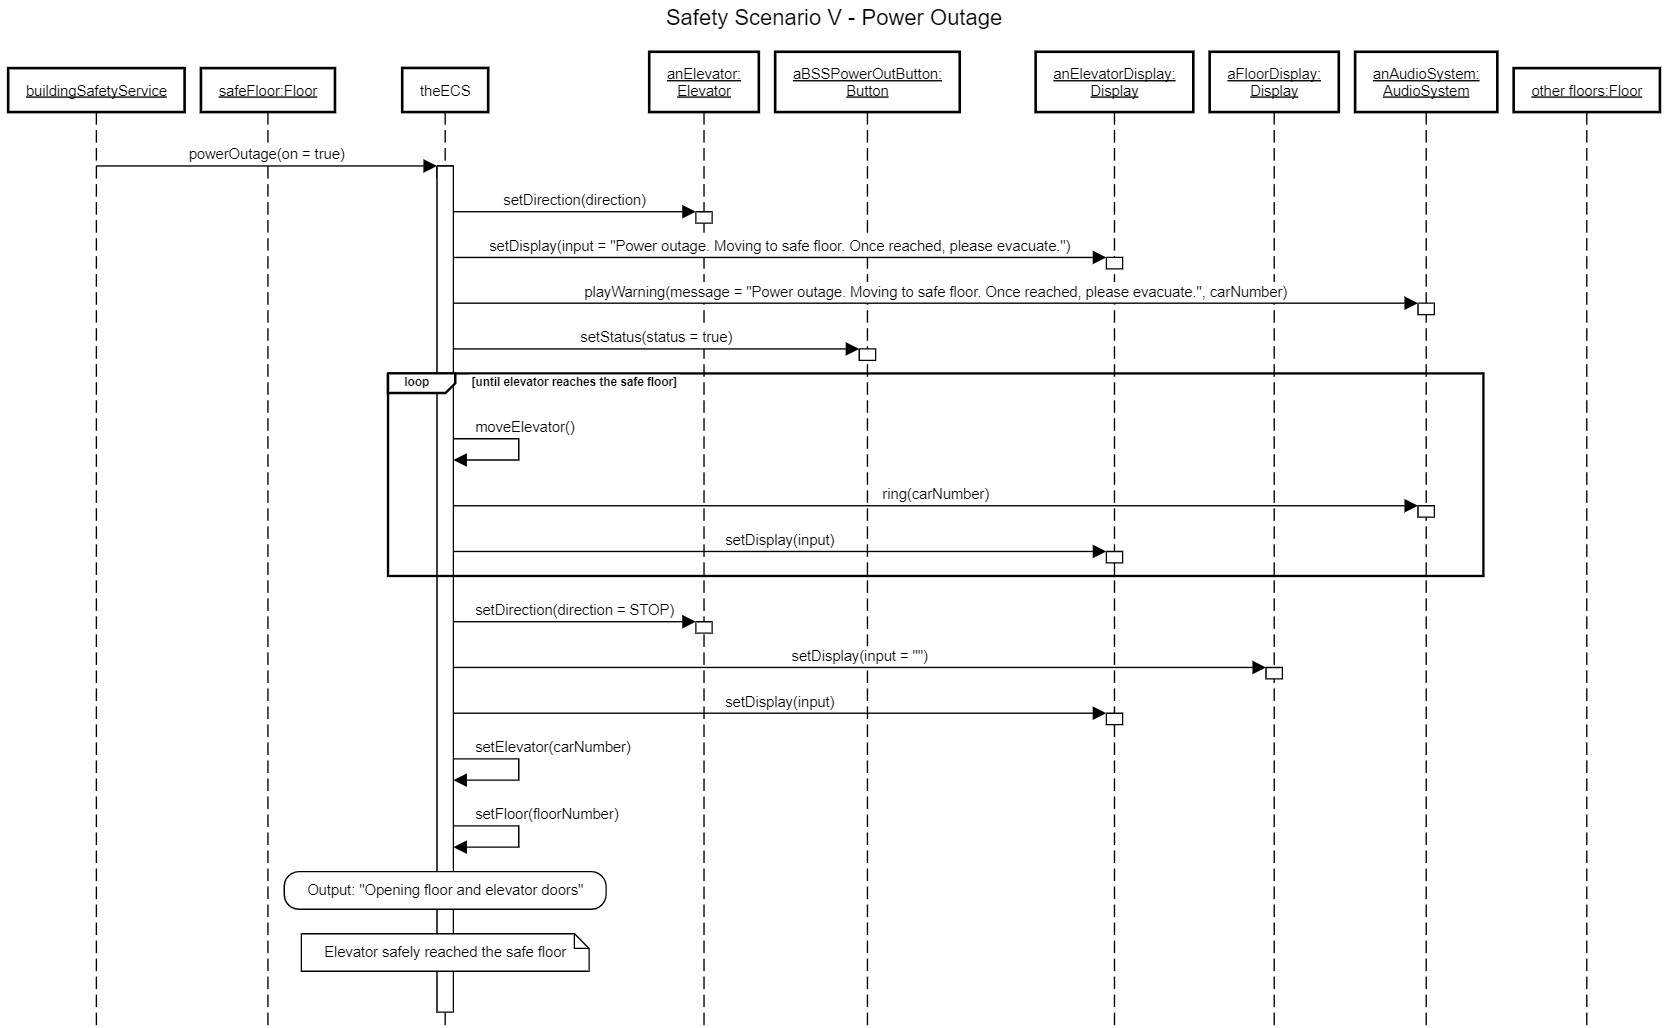 Safety Scenario V - Power Outage
buildingSafetyService
safeFloor:Floor
theECS
anElevator:
Elevator
aBSSPowerOutButton:
Button
anElevatorDisplay:
Display
aFloorDisplay:
Display
anAudioSystem:
AudioSystem
other floors:Floor
powerOutage(on = true)
setDirection(direction)
setDisplay(input = "Power outage. Moving to safe floor. Once reached, please evacuate.")
playWarning(message = "Power outage. Moving to safe floor. Once reached, please evacuate.", carNumber)
setStatus(status = true)
loop
[until elevator reaches the safe floor]
moveElevator()
ring(carNumber)
setDisplay(input)
setDirection(direction = STOP)
setDisplay(input = "")
setDisplay(input)
setElevator(carNumber)
setFloor(floorNumber)
Output: "Opening floor and elevator doors"
Elevator safely reached the safe floor